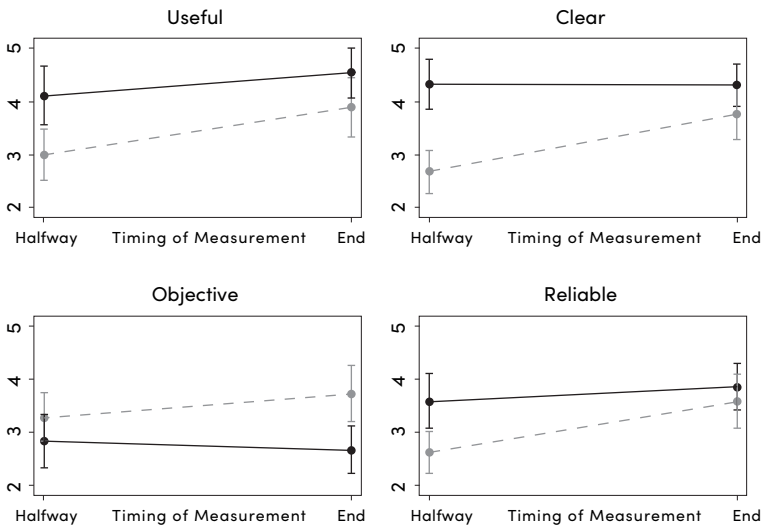 Useful
5
4
3
2
Halfway Timing of Measurement End
Clear
5
4
3
2
Halfway Timing of Measurement End
Objective
5
4
3
2
Halfway Timing of Measurement End
Reliable
5
4
3
2
Halfway Timing of Measurement End